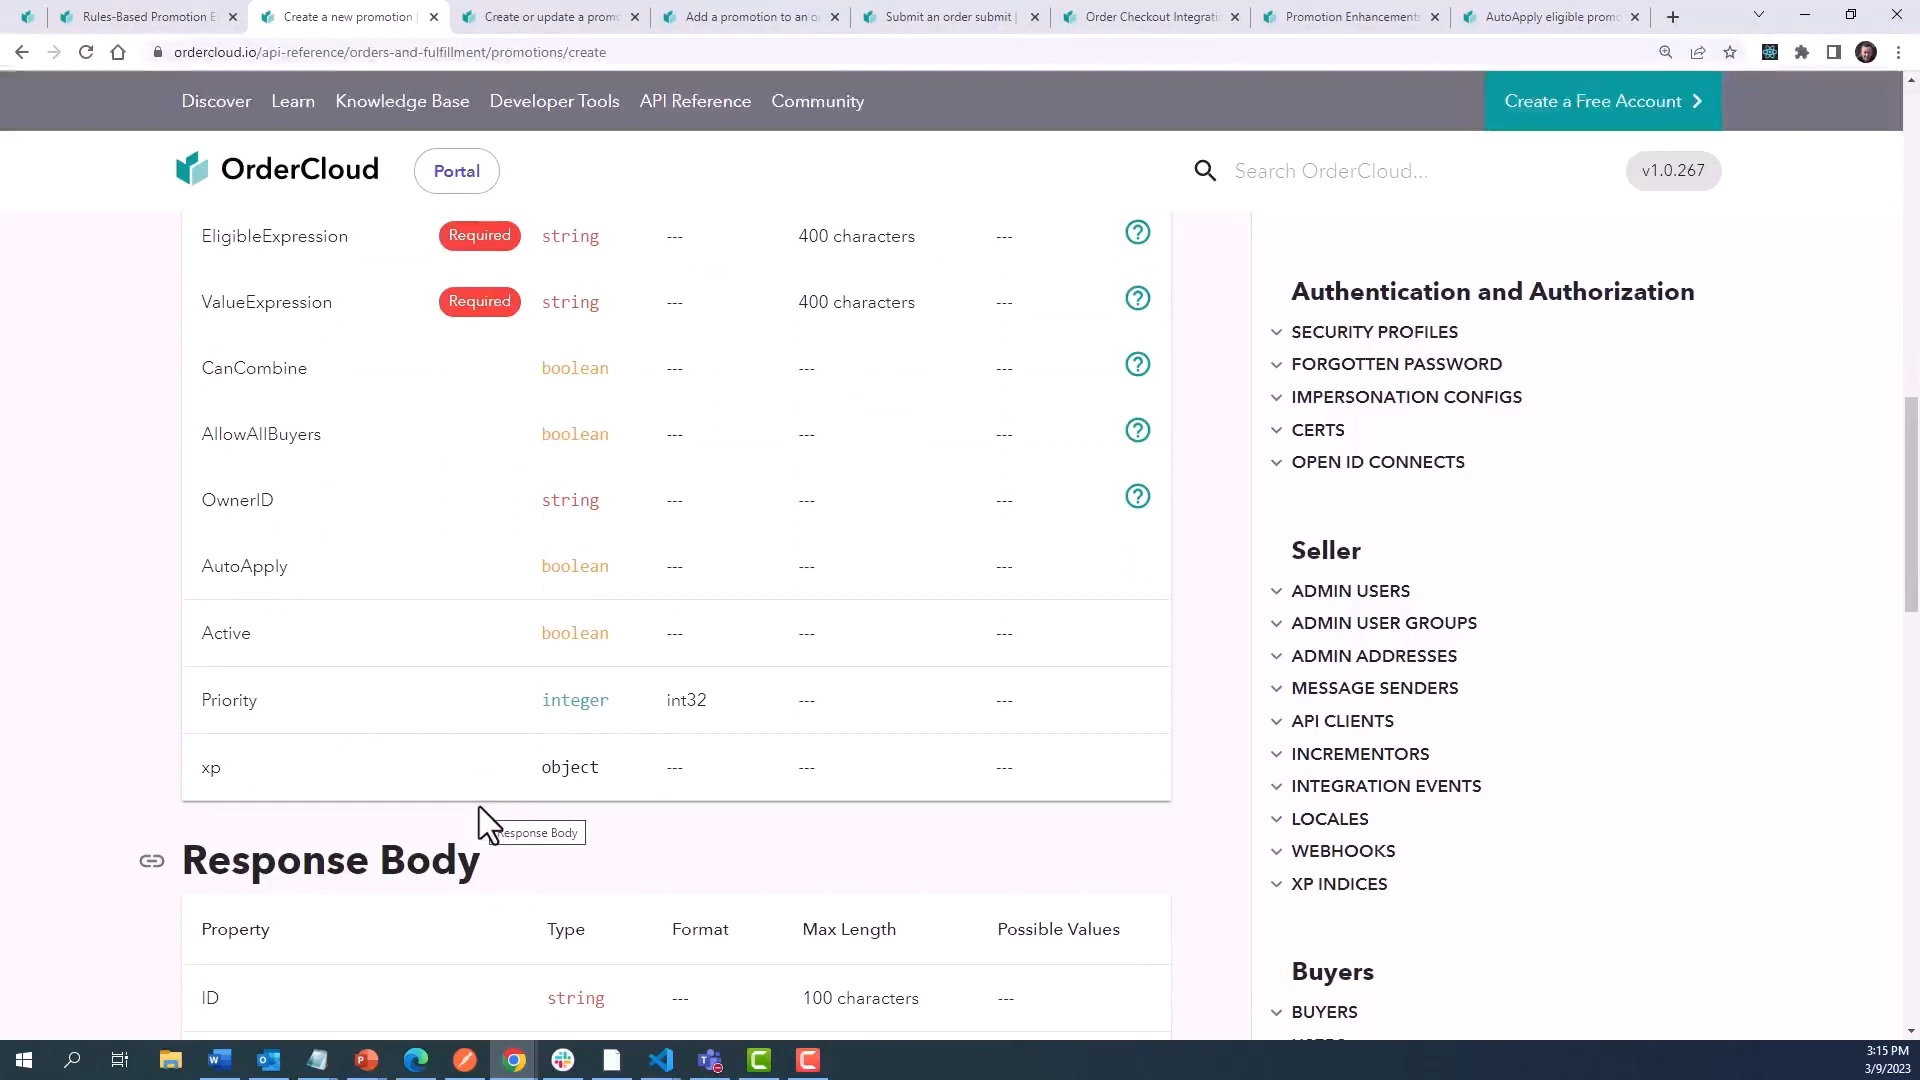 Rules-Based Promotion E
Create a new promotion
Create or update a promo
Add a promotion to an o
Submit an order submit
Order Checkout Integratio
Promotion Enhancements
AutoApply eligible promo
ordercloud.io/api-reference/orders-and-fulfillment/promotions/create
Discover Learn Knowledge Base Developer Tools API Reference Community
Create a Free Account
OrderCloud Portal Search OrderCloud... v1.0.267
EligibleExpression Required string --- 400 characters ---
ValueExpression Required string --- 400 characters ---
CanCombine boolean --- --- ---
AllowAllBuyers boolean --- --- ---
OwnerID string --- --- ---
AutoApply boolean --- --- ---
Active boolean --- --- ---
Priority integer int32 --- ---
xp object --- --- ---
Response Body
Response Body
Property Type Format Max Length Possible Values
ID string --- 100 characters ---
Authentication and Authorization
SECURITY PROFILES
FORGOTTEN PASSWORD
IMPERSONATION CONFIGS
CERTS
OPEN ID CONNECTS
Seller
ADMIN USERS
ADMIN USER GROUPS
ADMIN ADDRESSES
MESSAGE SENDERS
API CLIENTS
INCREMENTORS
INTEGRATION EVENTS
LOCALES
WEBHOOKS
XP INDICES
Buyers
BUYERS
3:15 PM
3/9/2023